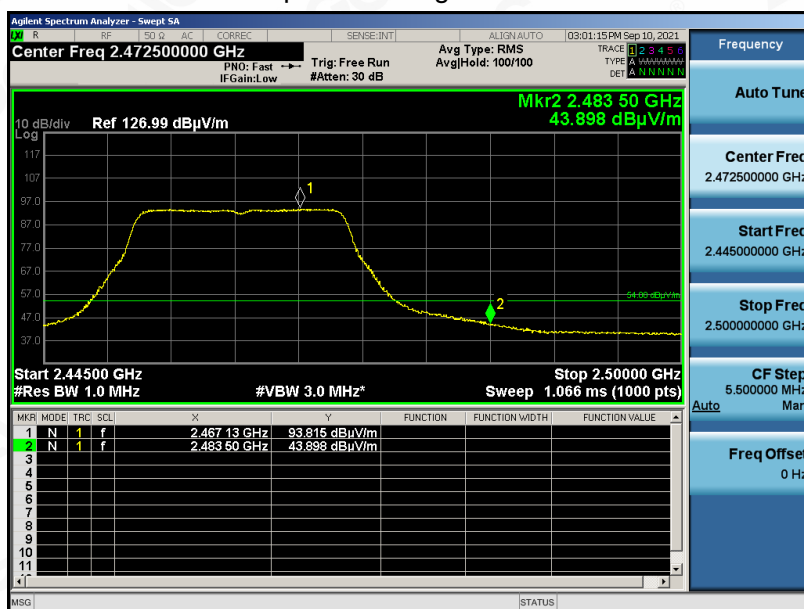 Agilent Spectrum Analyzer - Swept SA
LXI R RF 50 Ω AC CORREC SENSE:INT ALIGN AUTO 03:01:15 PM Sep 10, 2021
Center Freq 2.472500000 GHz
PNO: Fast
IFGain:Low
Trig: Free Run
#Atten: 30 dB
Avg Type: RMS
Avg|Hold: 100/100
TRACE 1 2 3 4 5 6
TYPE A WWWWW
DET A N N N N N
Mkr2 2.483 50 GHz
43.898 dBµV/m
10 dB/div Ref 126.99 dBµV/m
Log
117
107
97.0
87.0
77.0
67.0
57.0
47.0
37.0
1
2
54.00 dBµV/m
Start 2.44500 GHz Stop 2.50000 GHz
#Res BW 1.0 MHz #VBW 3.0 MHz* Sweep 1.066 ms (1000 pts)
MKR MODE TRC SCL X Y FUNCTION FUNCTION WIDTH FUNCTION VALUE
1 N 1 f 2.467 13 GHz 93.815 dBµV/m
2 N 1 f 2.483 50 GHz 43.898 dBµV/m
3
4
5
6
7
8
9
10
11
MSG STATUS
Frequency
Auto Tune
Center Freq
2.472500000 GHz
Start Freq
2.445000000 GHz
Stop Freq
2.500000000 GHz
CF Step
5.500000 MHz
Auto Man
Freq Offset
0 Hz